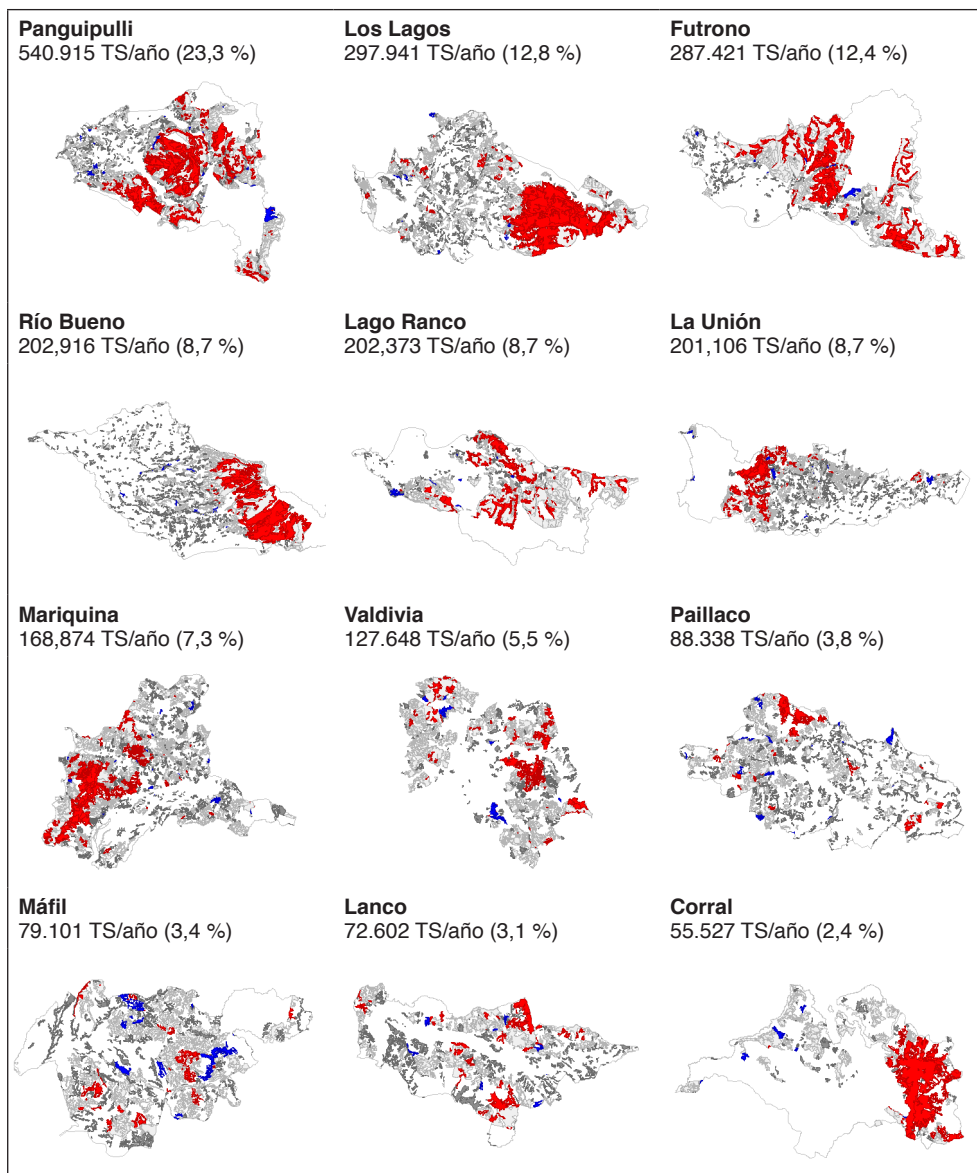 Panguipulli
540.915 TS/año (23,3 %)
Los Lagos
297.941 TS/año (12,8 %)
Futrono
287.421 TS/año (12,4 %)
Río Bueno
202,916 TS/año (8,7 %)
Lago Ranco
202,373 TS/año (8,7 %)
La Unión
201,106 TS/año (8,7 %)
Mariquina
168,874 TS/año (7,3 %)
Valdivia
127.648 TS/año (5,5 %)
Paillaco
88.338 TS/año (3,8 %)
Máfil
79.101 TS/año (3,4 %)
Lanco
72.602 TS/año (3,1 %)
Corral
55.527 TS/año (2,4 %)